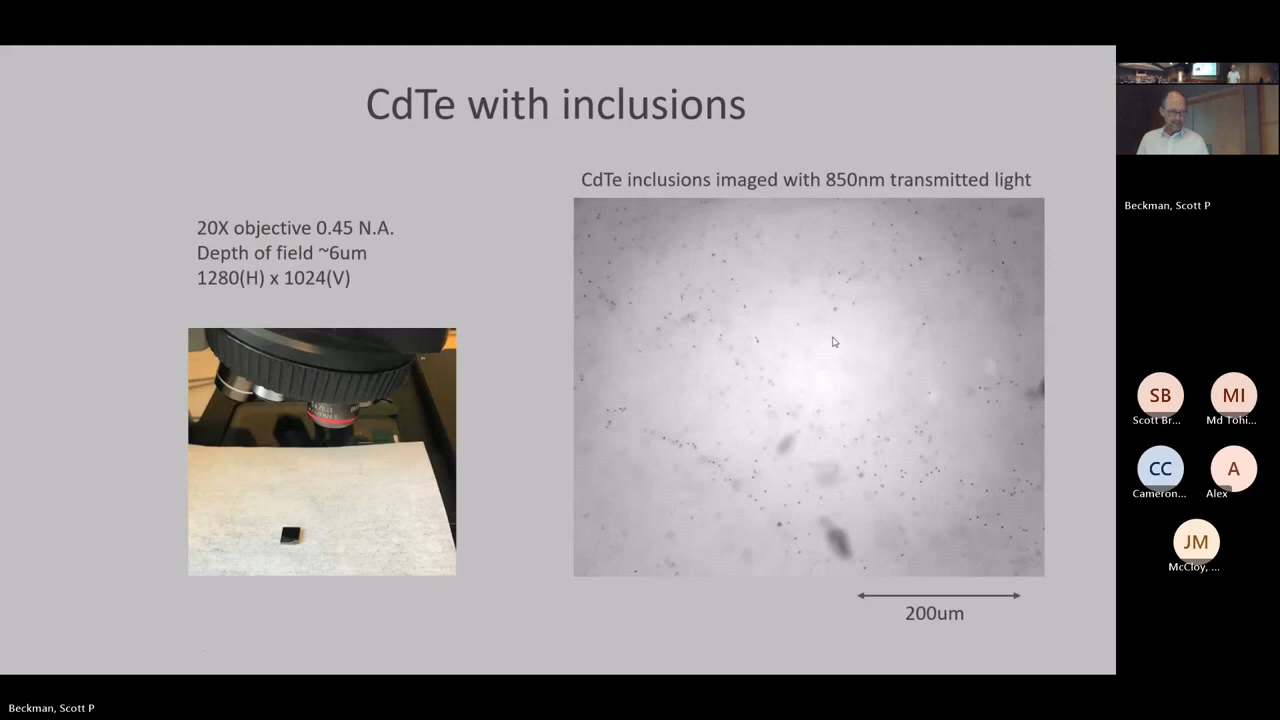 CdTe with inclusions
CdTe inclusions imaged with 850nm transmitted light
20X objective 0.45 N.A.
Depth of field ~6um
1280(H) x 1024(V)
200um
Beckman, Scott P
SB
Scott Br...
MI
Md Tohi...
CC
Cameron...
A
Alex
JM
McCloy, ...
Beckman, Scott P